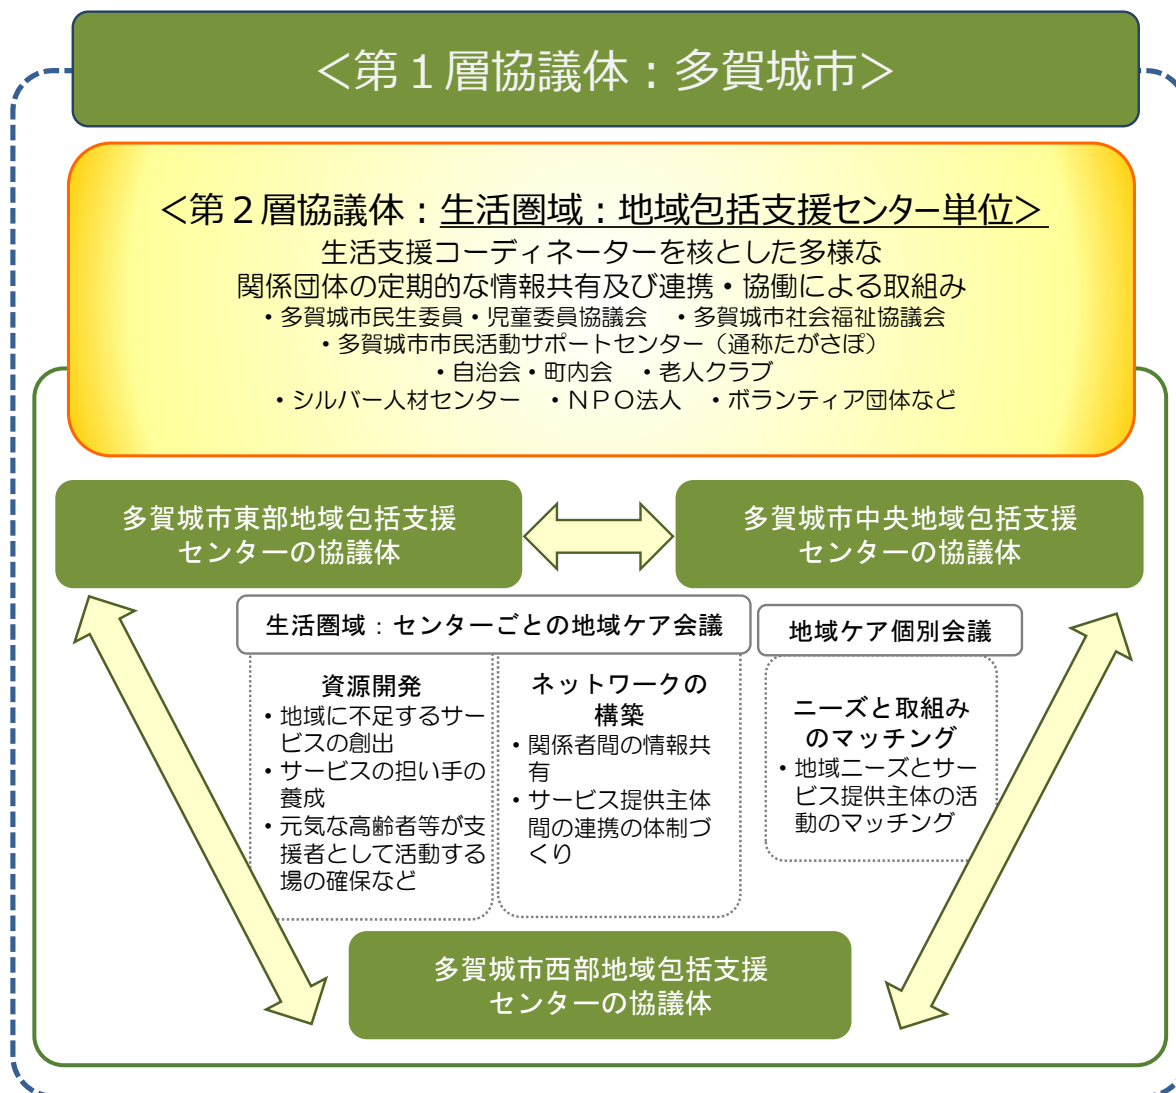 ＜第１層協議体：多賀城市＞
＜第２層協議体：生活圏域：地域包括支援センター単位＞
生活支援コーディネーターを核とした多様な
関係団体の定期的な情報共有及び連携・協働による取組み
・多賀城市民生委員・児童委員協議会　・多賀城市社会福祉協議会
・多賀城市市民活動サポートセンター（通称たがさぽ）
・自治会・町内会　・老人クラブ
・シルバー人材センター　・ＮＰＯ法人　・ボランティア団体など
多賀城市東部地域包括支援
センターの協議体
多賀城市中央地域包括支援
センターの協議体
生活圏域：センターごとの地域ケア会議
資源開発
・地域に不足するサー
ビスの創出
・サービスの担い手の
養成
・元気な高齢者等が支
援者として活動する
場の確保など
ネットワークの
構築
・関係者間の情報共
有
・サービス提供主体
間の連携の体制づ
くり
地域ケア個別会議
ニーズと取組み
のマッチング
・地域ニーズとサー
ビス提供主体の活
動のマッチング
多賀城市西部地域包括支援
センターの協議体